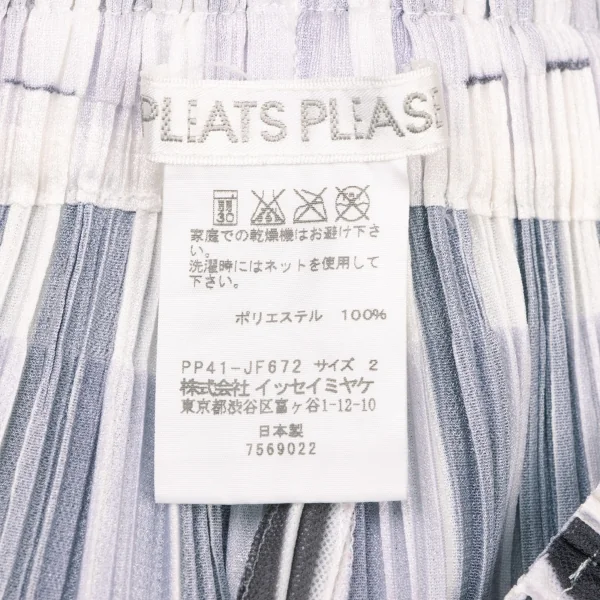 PLEATS PLEASE
30
家庭での乾燥機はお避け下さ
い。
洗濯時にはネットを使用して
下さい。
ポリエステル 100%
PP41-JF672 サイズ 2
株式会社 イッセイミヤケ
東京都渋谷区富ヶ谷1-12-10
日本製
7569022